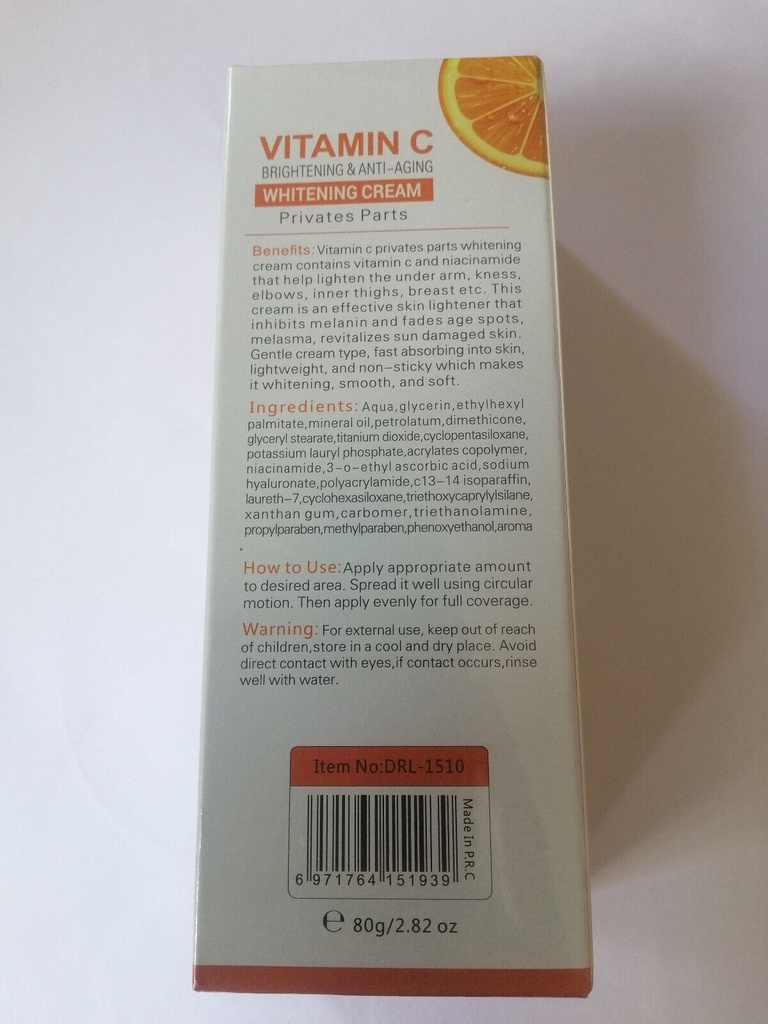 VITAMIN C
BRIGHTENING & ANTI-AGING
WHITENING CREAM
Privates Parts
Benefits: Vitamin c privates parts whitening
cream contains vitamin c and niacinamide
that help lighten the under arm, kness,
elbows, inner thighs, breast etc. This
cream is an effective skin lightener that
inhibits melanin and fades age spots,
melasma, revitalizes sun damaged skin.
Gentle cream type, fast absorbing into skin,
lightweight, and non-sticky which makes
it whitening, smooth, and soft.
Ingredients: Aqua,glycerin,ethylhexyl
palmitate,mineral oil,petrolatum,dimethicone,
glyceryl stearate,titanium dioxide,cyclopentasiloxane,
potassium lauryl phosphate,acrylates copolymer,
niacinamide,3-o-ethyl ascorbic acid,sodium
hyaluronate,polyacrylamide,c13-14 isoparaffin,
laureth-7,cyclohexasiloxane,triethoxycaprylylsilane,
xanthan gum,carbomer,triethanolamine,
propylparaben,methylparaben,phenoxyethanol,aroma
.
How to Use:Apply appropriate amount
to desired area. Spread it well using circular
motion. Then apply evenly for full coverage.
Warning: For external use, keep out of reach
of children,store in a cool and dry place. Avoid
direct contact with eyes,if contact occurs,rinse
well with water.
Item No:DRL-1510
Made In P.R.C
6 971764 151939
℮ 80g/2.82 oz